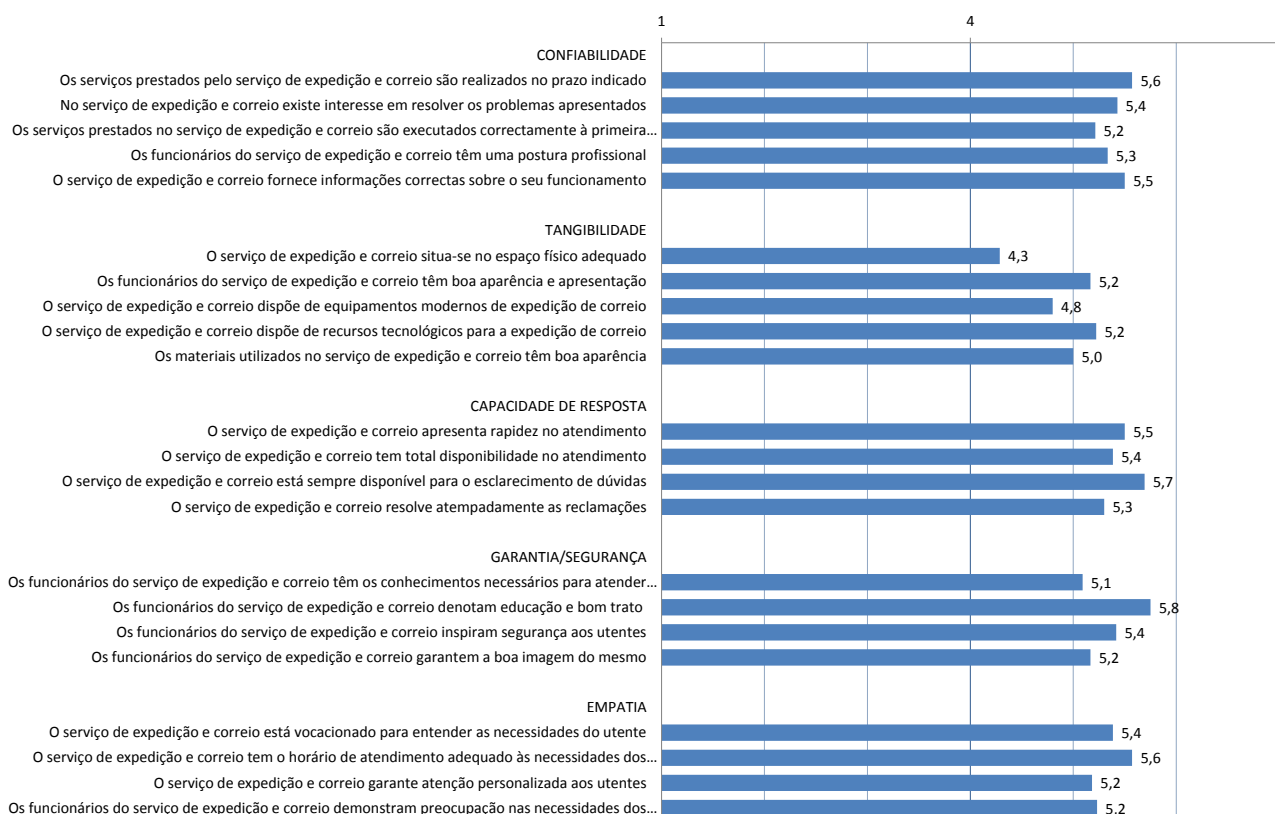 1 4
CONFIABILIDADE
Os serviços prestados pelo serviço de expedição e correio são realizados no prazo indicado 5,6
No serviço de expedição e correio existe interesse em resolver os problemas apresentados 5,4
Os serviços prestados no serviço de expedição e correio são executados correctamente à primeira… 5,2
Os funcionários do serviço de expedição e correio têm uma postura profissional 5,3
O serviço de expedição e correio fornece informações correctas sobre o seu funcionamento 5,5
TANGIBILIDADE
O serviço de expedição e correio situa-se no espaço físico adequado 4,3
Os funcionários do serviço de expedição e correio têm boa aparência e apresentação 5,2
O serviço de expedição e correio dispõe de equipamentos modernos de expedição de correio 4,8
O serviço de expedição e correio dispõe de recursos tecnológicos para a expedição de correio 5,2
Os materiais utilizados no serviço de expedição e correio têm boa aparência 5,0
CAPACIDADE DE RESPOSTA
O serviço de expedição e correio apresenta rapidez no atendimento 5,5
O serviço de expedição e correio tem total disponibilidade no atendimento 5,4
O serviço de expedição e correio está sempre disponível para o esclarecimento de dúvidas 5,7
O serviço de expedição e correio resolve atempadamente as reclamações 5,3
GARANTIA/SEGURANÇA
Os funcionários do serviço de expedição e correio têm os conhecimentos necessários para atender… 5,1
Os funcionários do serviço de expedição e correio denotam educação e bom trato 5,8
Os funcionários do serviço de expedição e correio inspiram segurança aos utentes 5,4
Os funcionários do serviço de expedição e correio garantem a boa imagem do mesmo 5,2
EMPATIA
O serviço de expedição e correio está vocacionado para entender as necessidades do utente 5,4
O serviço de expedição e correio tem o horário de atendimento adequado às necessidades dos… 5,6
O serviço de expedição e correio garante atenção personalizada aos utentes 5,2
Os funcionários do serviço de expedição e correio demonstram preocupação nas necessidades dos… 5,2